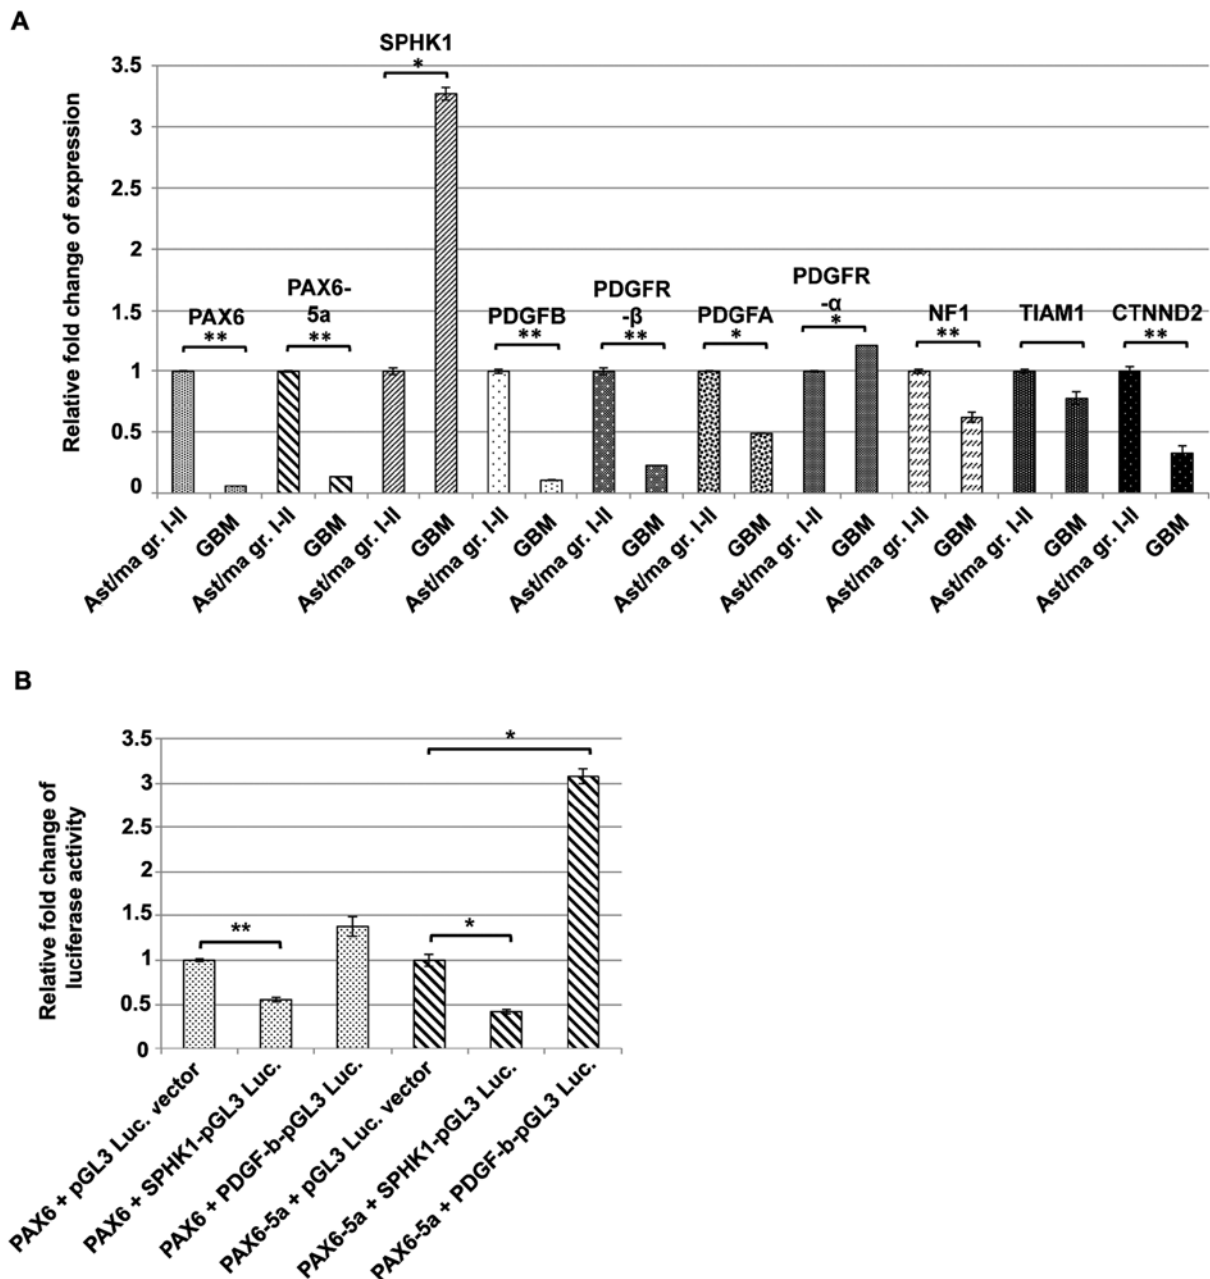 A
Relative fold change of expression
3.5
3
2.5
2
1.5
1
0.5
0
PAX6
**
PAX6-
5a
**
SPHK1
*
PDGFB
**
PDGFR
-β
**
PDGFA
*
PDGFR
-α
*
NF1
**
TIAM1
CTNND2
**
Ast/ma gr. I-II
GBM
Ast/ma gr. I-II
GBM
Ast/ma gr. I-II
GBM
Ast/ma gr. I-II
GBM
Ast/ma gr. I-II
GBM
Ast/ma gr. I-II
GBM
Ast/ma gr. I-II
GBM
Ast/ma gr. I-II
GBM
Ast/ma gr. I-II
GBM
Ast/ma gr. I-II
GBM
B
Relative fold change of
luciferase activity
3.5
3
2.5
2
1.5
1
0.5
0
**
*
*
PAX6 + pGL3 Luc. vector
PAX6 + SPHK1-pGL3 Luc.
PAX6 + PDGF-b-pGL3 Luc.
PAX6-5a + pGL3 Luc. vector
PAX6-5a + SPHK1-pGL3 Luc.
PAX6-5a + PDGF-b-pGL3 Luc.